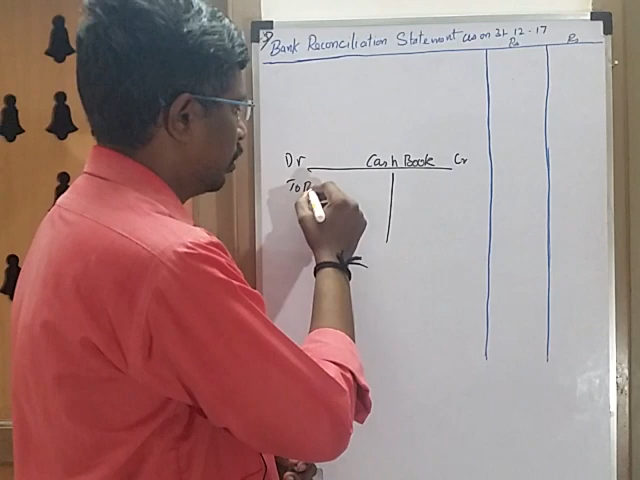 Bank Reconciliation Statement as on 31-12-17
Rs Rs
Dr Cash Book Cr
To